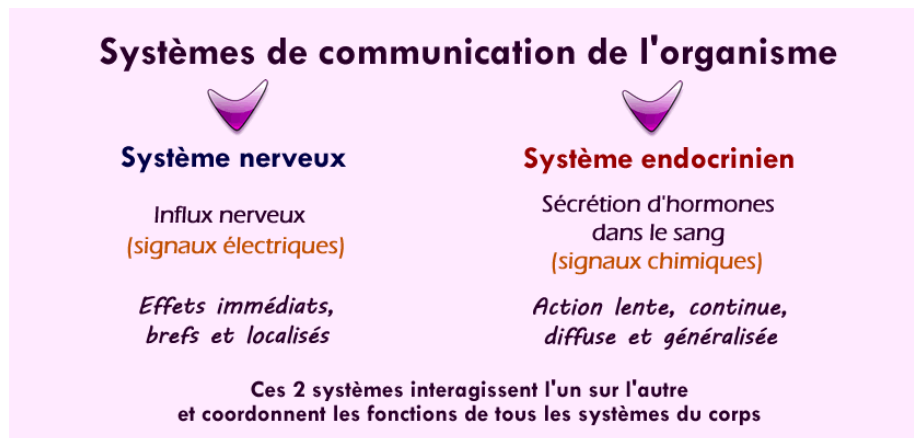 Systèmes de communication de l'organisme
Système nerveux
Influx nerveux
(signaux électriques)
Effets immédiats,
brefs et localisés
Système endocrinien
Sécrétion d'hormones
dans le sang
(signaux chimiques)
Action lente, continue,
diffuse et généralisée
Ces 2 systèmes interagissent l'un sur l'autre
et coordonnent les fonctions de tous les systèmes du corps